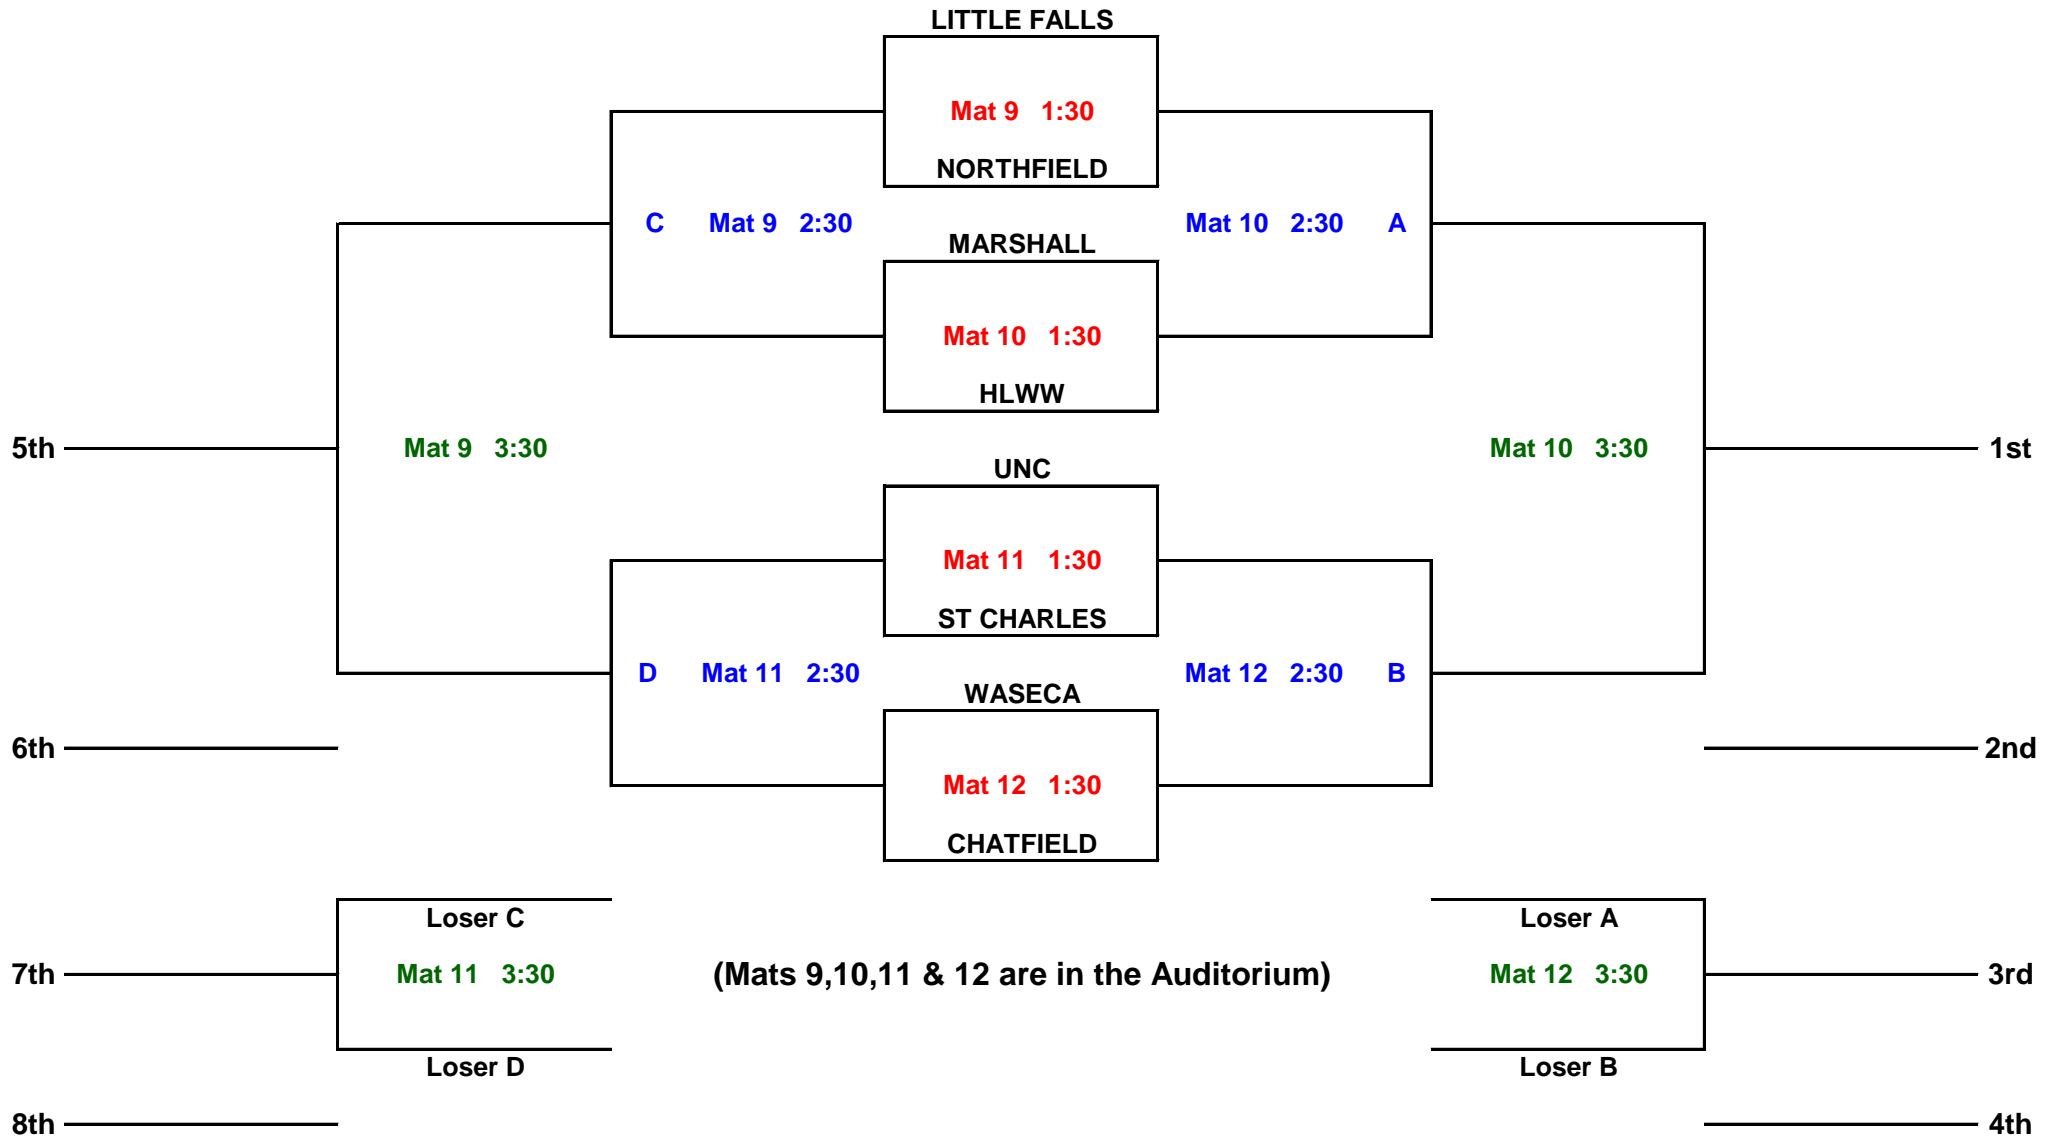 LITTLE FALLS
Mat 9 1:30
NORTHFIELD
C Mat 9 2:30
Mat 10 2:30 A
MARSHALL
Mat 10 1:30
HLWW
5th
Mat 9 3:30
Mat 10 3:30
1st
UNC
Mat 11 1:30
ST CHARLES
D Mat 11 2:30
Mat 12 2:30 B
WASECA
6th
2nd
Mat 12 1:30
CHATFIELD
Loser C
Loser A
7th
Mat 11 3:30
(Mats 9,10,11 & 12 are in the Auditorium)
Mat 12 3:30
3rd
Loser D
Loser B
8th
4th